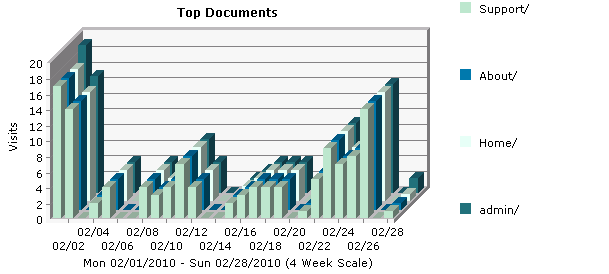 Top Documents
Support/
About/
Home/
admin/
Visits
20
18
16
14
12
10
8
6
4
2
0
02/04 02/08 02/12 02/16 02/20 02/24 02/28
02/02 02/06 02/10 02/14 02/18 02/22 02/26
Mon 02/01/2010 - Sun 02/28/2010 (4 Week Scale)